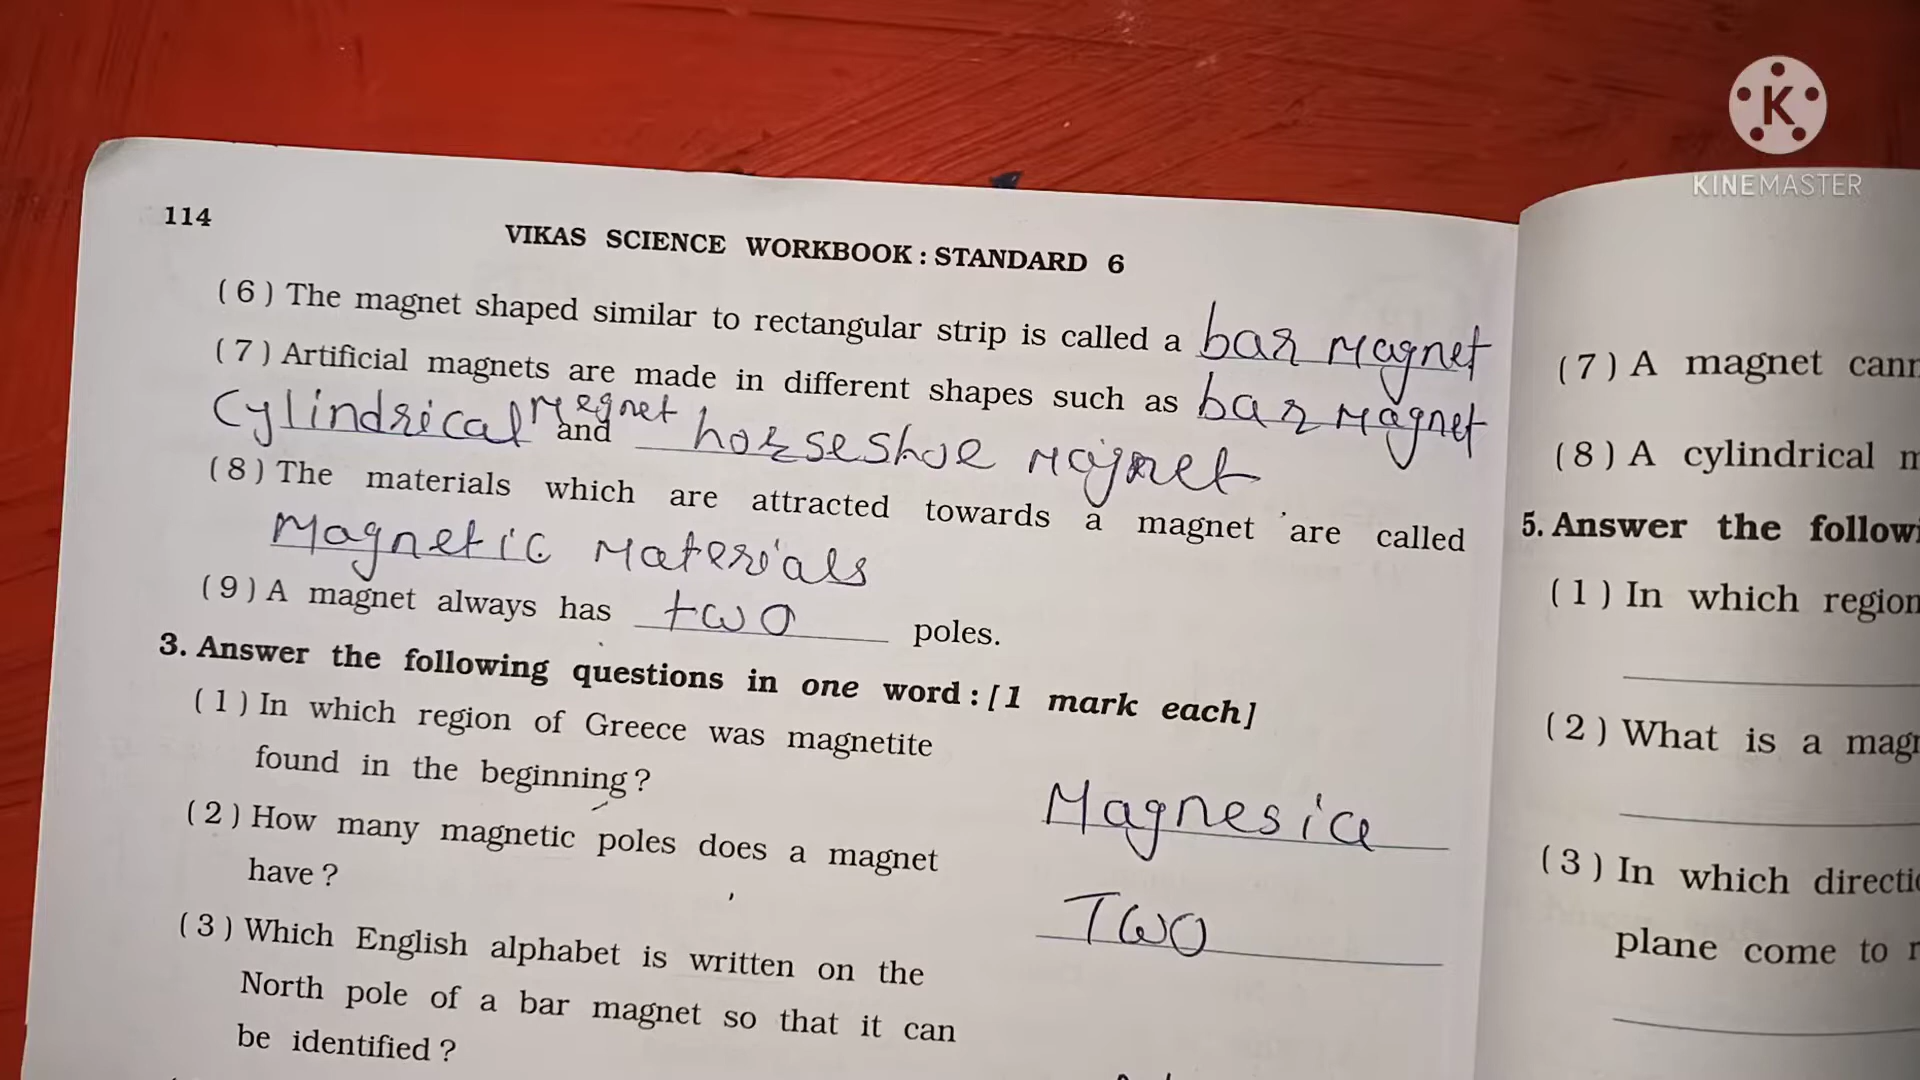 K
KINEMASTER
114
VIKAS SCIENCE WORKBOOK : STANDARD 6
(6) The magnet shaped similar to rectangular strip is called a bar Magnet
(7) Artificial magnets are made in different shapes such as bar Magnet
Cylindrical Megnet and horseshoe Magnet
(8) The materials which are attracted towards a magnet are called
Magnetic Materials
(9) A magnet always has two poles.
3. Answer the following questions in one word : [1 mark each]
(1) In which region of Greece was magnetite
found in the beginning?
Magnesia
(2) How many magnetic poles does a magnet
have?
Two
(3) Which English alphabet is written on the
North pole of a bar magnet so that it can
be identified?
(7) A magnet
(8) A cylindrical
5. Answer the
(1) In which region
(2) What is a
(3) In which
plane come to